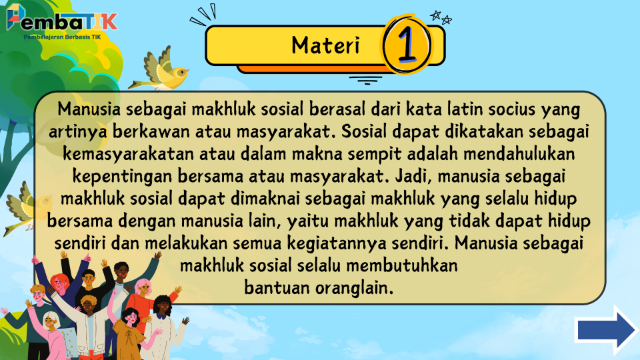 PembaTIK
Pembelajaran Berbasis TIK
Materi 1
Manusia sebagai makhluk sosial berasal dari kata latin socius yang
artinya berkawan atau masyarakat. Sosial dapat dikatakan sebagai
kemasyarakatan atau dalam makna sempit adalah mendahulukan
kepentingan bersama atau masyarakat. Jadi, manusia sebagai
makhluk sosial dapat dimaknai sebagai makhluk yang selalu hidup
bersama dengan manusia lain, yaitu makhluk yang tidak dapat hidup
sendiri dan melakukan semua kegiatannya sendiri. Manusia sebagai
makhluk sosial selalu membutuhkan
bantuan oranglain.